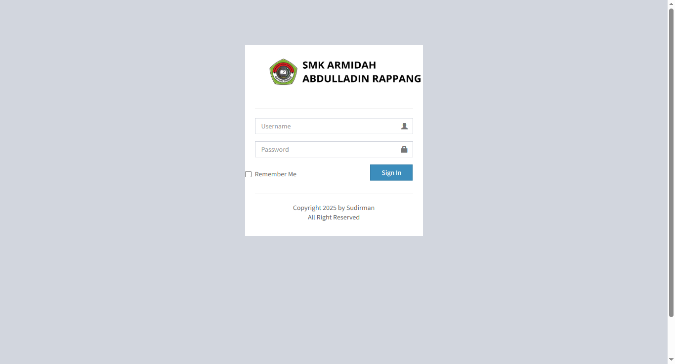 SMK ARMIDAH
ABDULLADIN RAPPANG
Username
Password
Remember Me
Sign In
Copyright 2025 by Sudirman
All Right Reserved